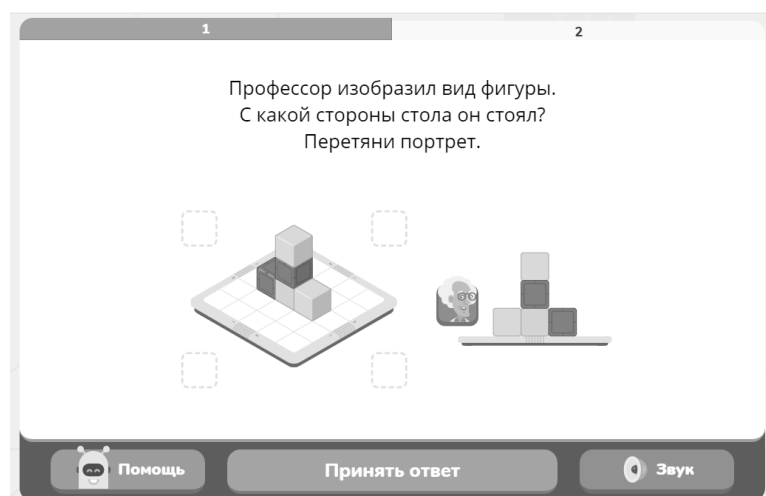 1
2
Профессор изобразил вид фигуры.
С какой стороны стола он стоял?
Перетяни портрет.
Помощь
Принять ответ
Звук